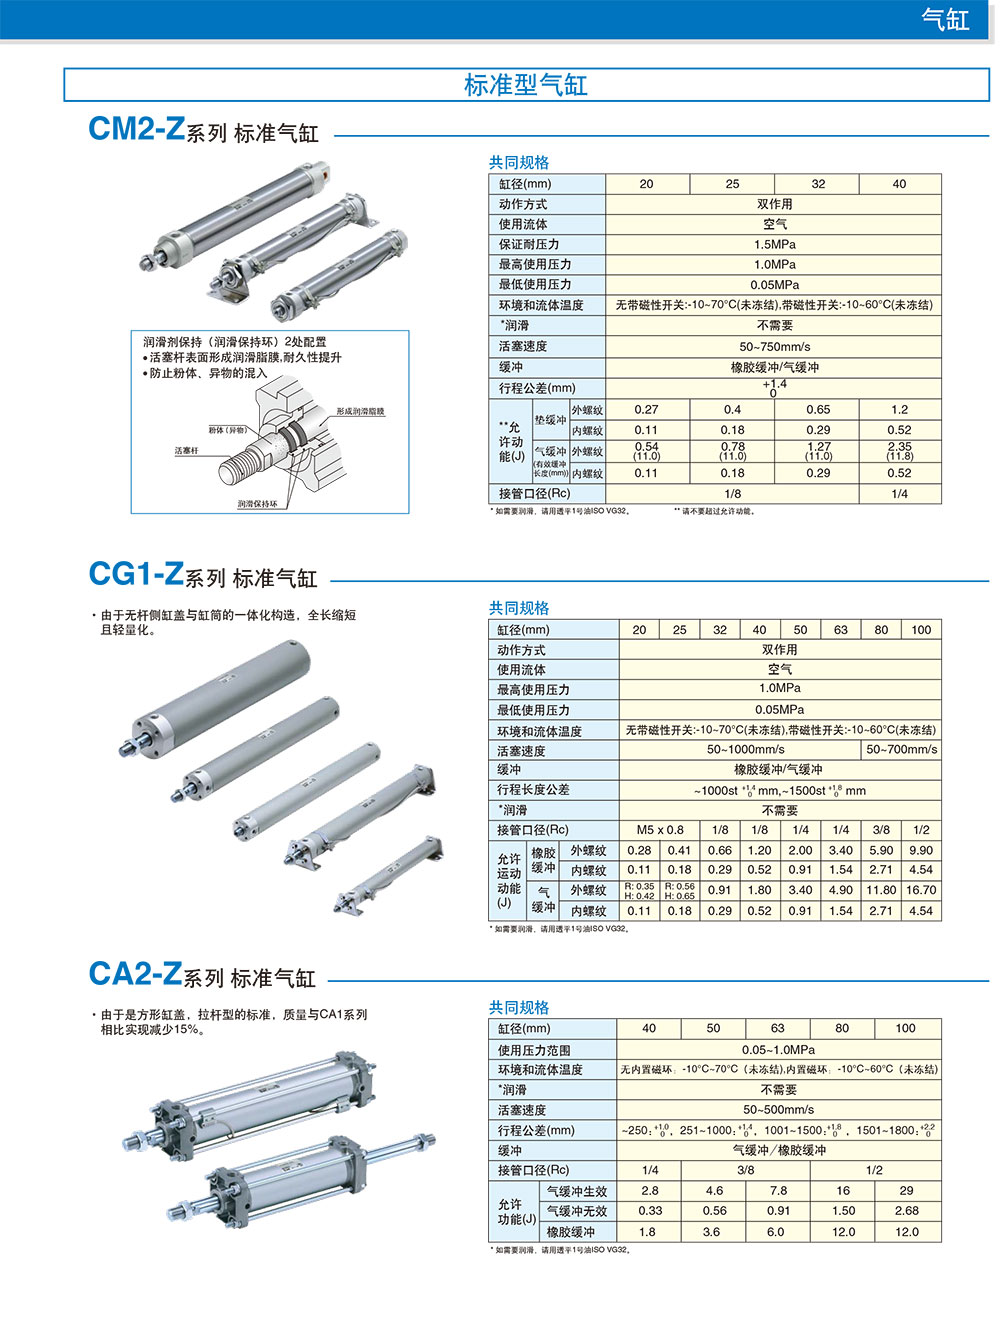 气缸
标准型气缸
CM2-Z系列 标准气缸
润滑剂保持（润滑保持环）2处配置
•活塞杆表面形成润滑脂膜,耐久性提升
•防止粉体、异物的混入
形成润滑脂膜
粉体（异物）
活塞杆
润滑保持环
共同规格
缸径(mm) 20 25 32 40
动作方式 双作用
使用流体 空气
保证耐压力 1.5MPa
最高使用压力 1.0MPa
最低使用压力 0.05MPa
环境和流体温度 无带磁性开关:-10~70°C(未冻结),带磁性开关:-10~60°C(未冻结)
*润滑 不需要
活塞速度 50~750mm/s
缓冲 橡胶缓冲/气缓冲
行程公差(mm) +1.4 0
**允许动能(J) 垫缓冲 外螺纹 0.27 0.4 0.65 1.2
内螺纹 0.11 0.18 0.29 0.52
气缓冲(有效缓冲长度(mm)) 外螺纹 0.54(11.0) 0.78(11.0) 1.27(11.0) 2.35(11.8)
内螺纹 0.11 0.18 0.29 0.52
接管口径(Rc) 1/8 1/4
* 如需要润滑，请用透平1号油ISO VG32。 ** 请不要超过允许动能。
CG1-Z系列 标准气缸
・由于无杆侧缸盖与缸筒的一体化构造，全长缩短
且轻量化。
共同规格
缸径(mm) 20 25 32 40 50 63 80 100
动作方式 双作用
使用流体 空气
最高使用压力 1.0MPa
最低使用压力 0.05MPa
环境和流体温度 无带磁性开关:-10~70°C(未冻结),带磁性开关:-10~60°C(未冻结)
活塞速度 50~1000mm/s 50~700mm/s
缓冲 橡胶缓冲/气缓冲
行程长度公差 ~1000st +1.4 0 mm,~1500st +1.8 0 mm
*润滑 不需要
接管口径(Rc) M5 x 0.8 1/8 1/8 1/4 1/4 3/8 1/2
允许运动动能(J) 橡胶缓冲 外螺纹 0.28 0.41 0.66 1.20 2.00 3.40 5.90 9.90
内螺纹 0.11 0.18 0.29 0.52 0.91 1.54 2.71 4.54
气缓冲 外螺纹 R: 0.35 H: 0.42 R: 0.56 H: 0.65 0.91 1.80 3.40 4.90 11.80 16.70
内螺纹 0.11 0.18 0.29 0.52 0.91 1.54 2.71 4.54
* 如需要润滑，请用透平1号油ISO VG32。
CA2-Z系列 标准气缸
・由于是方形缸盖，拉杆型的标准，质量与CA1系列
相比实现减少15%。
共同规格
缸径(mm) 40 50 63 80 100
使用压力范围 0.05~1.0MPa
环境和流体温度 无内置磁环：-10°C~70°C（未冻结),内置磁环：-10°C~60°C（未冻结)
*润滑 不需要
活塞速度 50~500mm/s
行程公差(mm) ~250：+1.0 0，251~1000：+1.4 0，1001~1500：+1.8 0，1501~1800：+2.2 0
缓冲 气缓冲/橡胶缓冲
接管口径(Rc) 1/4 3/8 1/2
允许功能(J) 气缓冲生效 2.8 4.6 7.8 16 29
气缓冲无效 0.33 0.56 0.91 1.50 2.68
橡胶缓冲 1.8 3.6 6.0 12.0 12.0
* 如需要润滑，请用透平1号油ISO VG32。